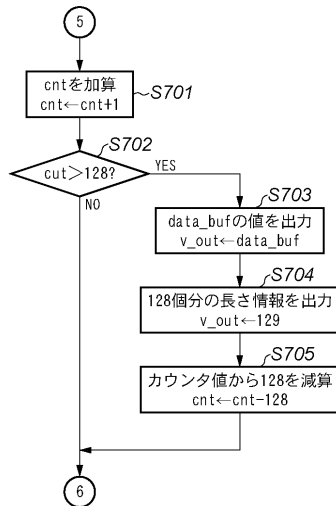 5
cntを加算
cnt←cnt+1
S701
S702
cut＞128?
YES
NO
S703
data_bufの値を出力
v_out←data_buf
S704
128個分の長さ情報を出力
v_out←129
S705
カウンタ値から128を減算
cnt←cnt-128
6